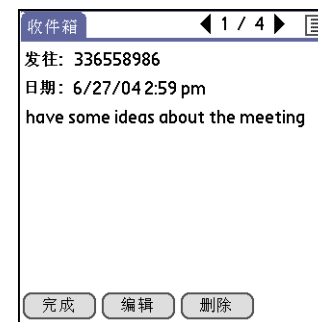 收件箱 1 / 4
发往: 336558986
日期: 6/27/04 2:59 pm
have some ideas about the meeting
完成 编辑 删除